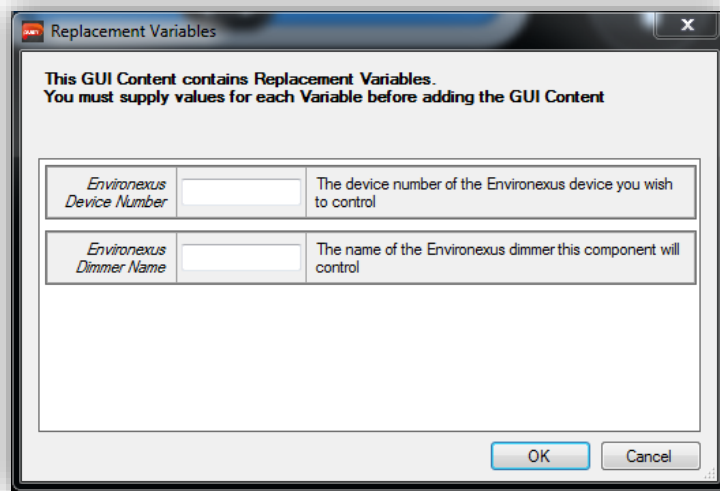 Replacement Variables
This GUI Content contains Replacement Variables.
You must supply values for each Variable before adding the GUI Content
Environexus
Device Number
The device number of the Environexus device you wish
to control
Environexus
Dimmer Name
The name of the Environexus dimmer this component will
control
OK
Cancel